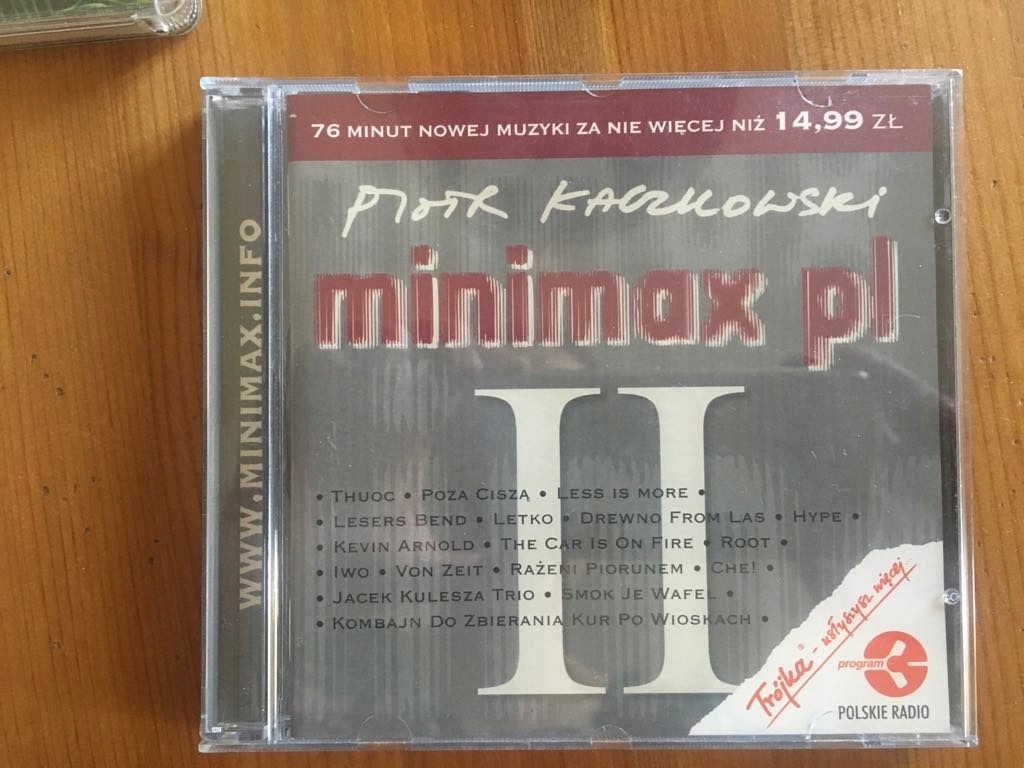 76 MINUT NOWEJ MUZYKI ZA NIE WIĘCEJ NIŻ 14,99 ZŁ
PIOTR KACZKOWSKI
minimax pl
II
• THUOC • POZA CISZĄ • LESS IS MORE •
• LESERS BEND • LETKO • DREWNO FROM LAS • HYPE •
• KEVIN ARNOLD • THE CAR IS ON FIRE • ROOT •
• IWO • VON ZEIT • RAŻENI PIORUNEM • CHE! •
• JACEK KULESZA TRIO • SMOK JE WAFEL •
• KOMBAJN DO ZBIERANIA KUR PO WIOSKACH •
Trójka® - usłyszysz więcej...
program 3
POLSKIE RADIO
WWW.MINIMAX.INFO